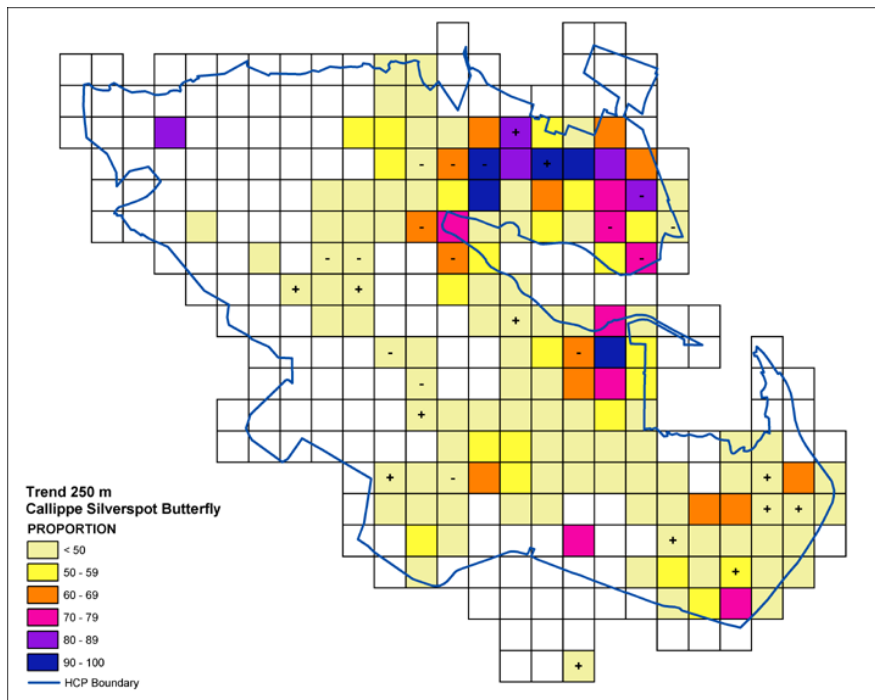 Trend 250 m
Callippe Silverspot Butterfly
PROPORTION
< 50
50 - 59
60 - 69
70 - 79
80 - 89
90 - 100
HCP Boundary